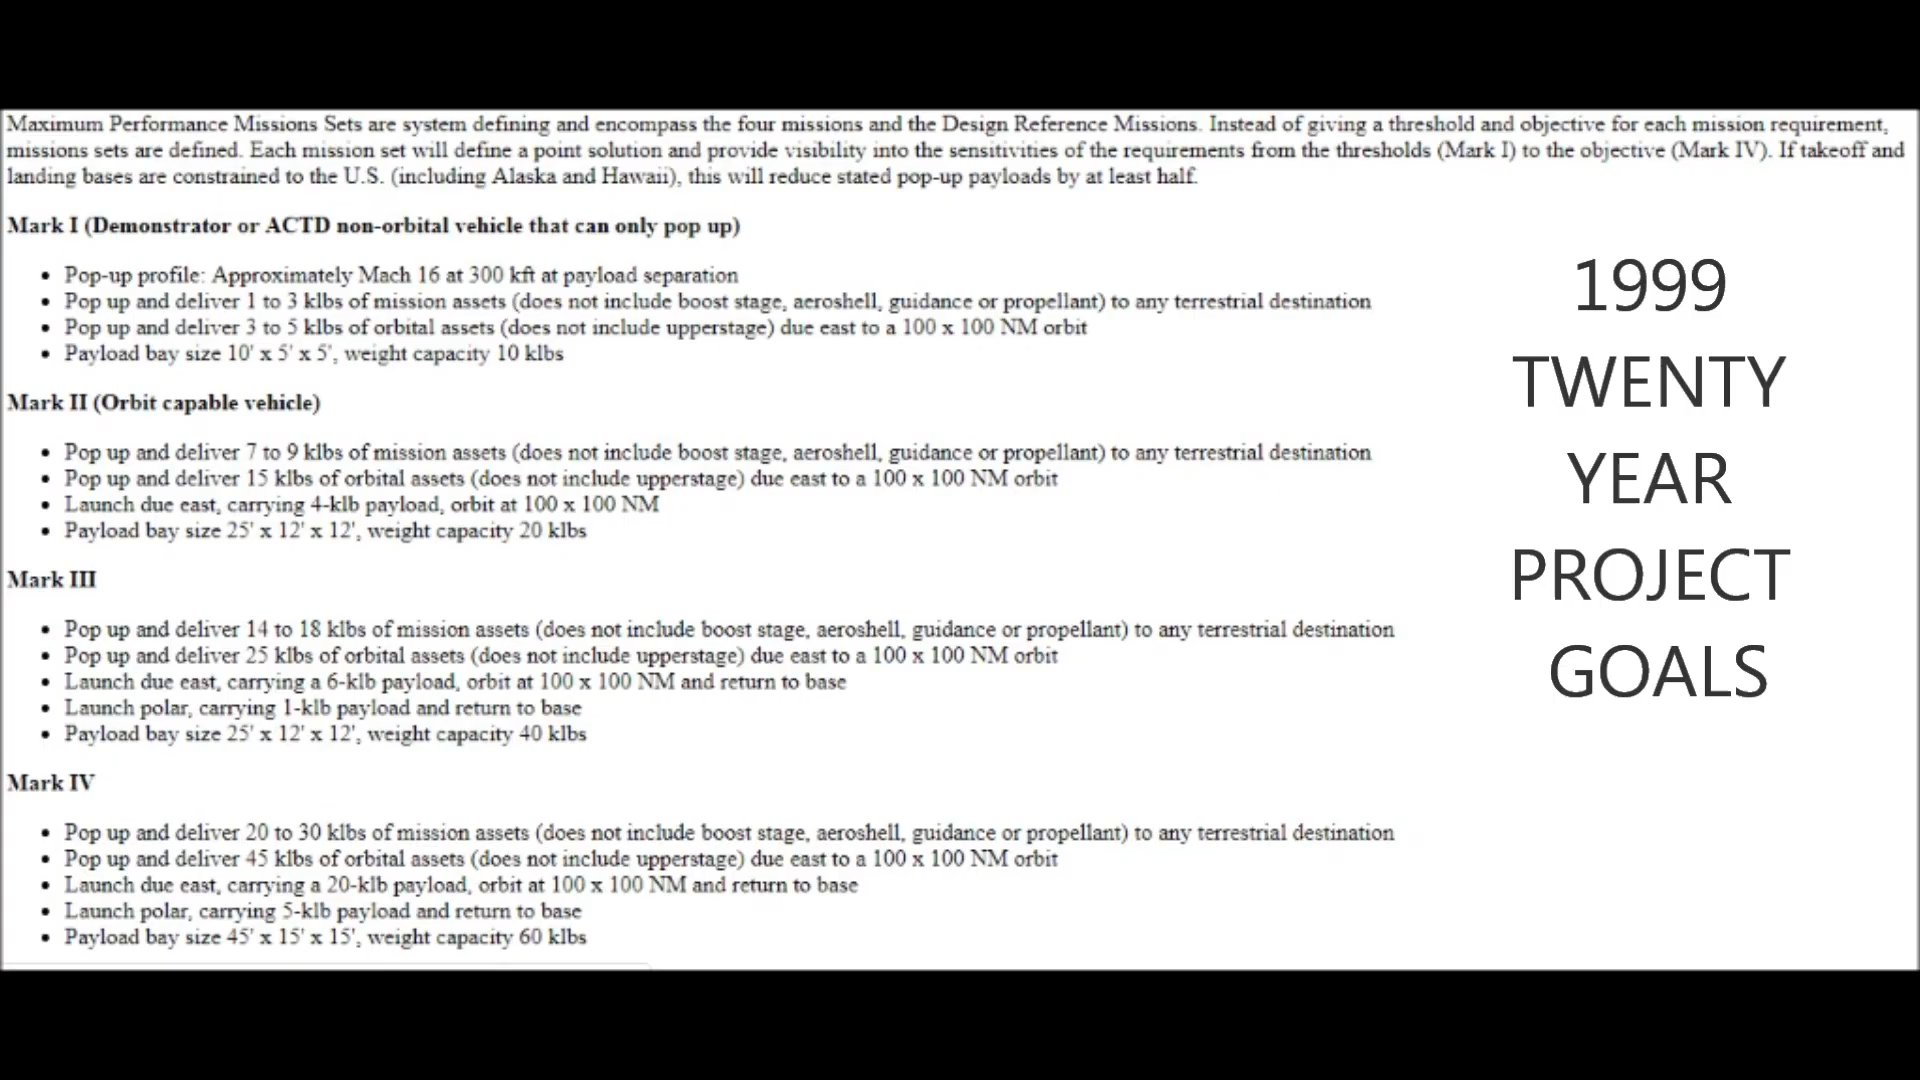 Maximum Performance Missions Sets are system defining and encompass the four missions and the Design Reference Missions. Instead of giving a threshold and objective for each mission requirement,
missions sets are defined. Each mission set will define a point solution and provide visibility into the sensitivities of the requirements from the thresholds (Mark I) to the objective (Mark IV). If takeoff and
landing bases are constrained to the U.S. (including Alaska and Hawaii), this will reduce stated pop-up payloads by at least half.
Mark I (Demonstrator or ACTD non-orbital vehicle that can only pop up)
• Pop-up profile: Approximately Mach 16 at 300 kft at payload separation
• Pop up and deliver 1 to 3 klbs of mission assets (does not include boost stage, aeroshell, guidance or propellant) to any terrestrial destination
• Pop up and deliver 3 to 5 klbs of orbital assets (does not include upperstage) due east to a 100 x 100 NM orbit
• Payload bay size 10' x 5' x 5', weight capacity 10 klbs
Mark II (Orbit capable vehicle)
• Pop up and deliver 7 to 9 klbs of mission assets (does not include boost stage, aeroshell, guidance or propellant) to any terrestrial destination
• Pop up and deliver 15 klbs of orbital assets (does not include upperstage) due east to a 100 x 100 NM orbit
• Launch due east, carrying 4-klb payload, orbit at 100 x 100 NM
• Payload bay size 25' x 12' x 12', weight capacity 20 klbs
Mark III
• Pop up and deliver 14 to 18 klbs of mission assets (does not include boost stage, aeroshell, guidance or propellant) to any terrestrial destination
• Pop up and deliver 25 klbs of orbital assets (does not include upperstage) due east to a 100 x 100 NM orbit
• Launch due east, carrying a 6-klb payload, orbit at 100 x 100 NM and return to base
• Launch polar, carrying 1-klb payload and return to base
• Payload bay size 25' x 12' x 12', weight capacity 40 klbs
Mark IV
• Pop up and deliver 20 to 30 klbs of mission assets (does not include boost stage, aeroshell, guidance or propellant) to any terrestrial destination
• Pop up and deliver 45 klbs of orbital assets (does not include upperstage) due east to a 100 x 100 NM orbit
• Launch due east, carrying a 20-klb payload, orbit at 100 x 100 NM and return to base
• Launch polar, carrying 5-klb payload and return to base
• Payload bay size 45' x 15' x 15', weight capacity 60 klbs
1999
TWENTY
YEAR
PROJECT
GOALS